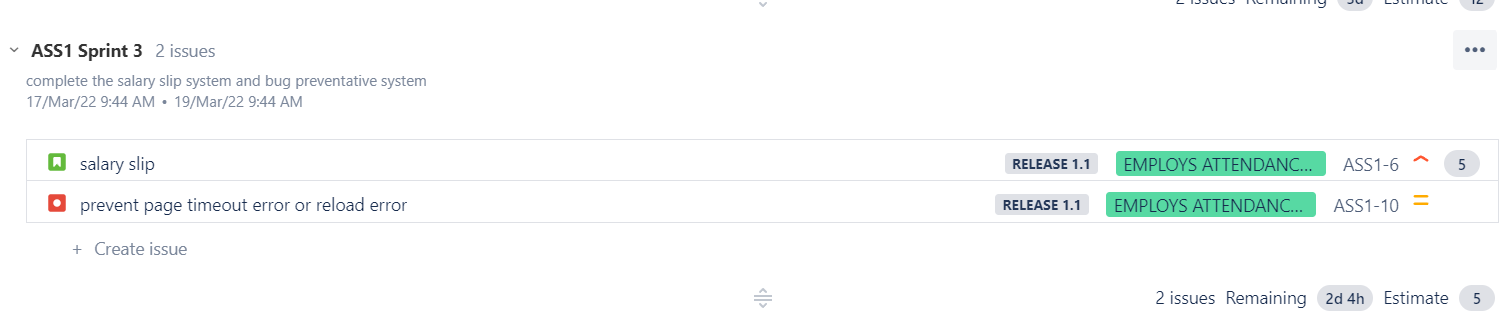 2 issues Remaining 3d Estimate 12
ASS1 Sprint 3 2 issues
complete the salary slip system and bug preventative system
17/Mar/22 9:44 AM • 19/Mar/22 9:44 AM
salary slip RELEASE 1.1 EMPLOYS ATTENDANC... ASS1-6 5
prevent page timeout error or reload error RELEASE 1.1 EMPLOYS ATTENDANC... ASS1-10
+ Create issue
2 issues Remaining 2d 4h Estimate 5